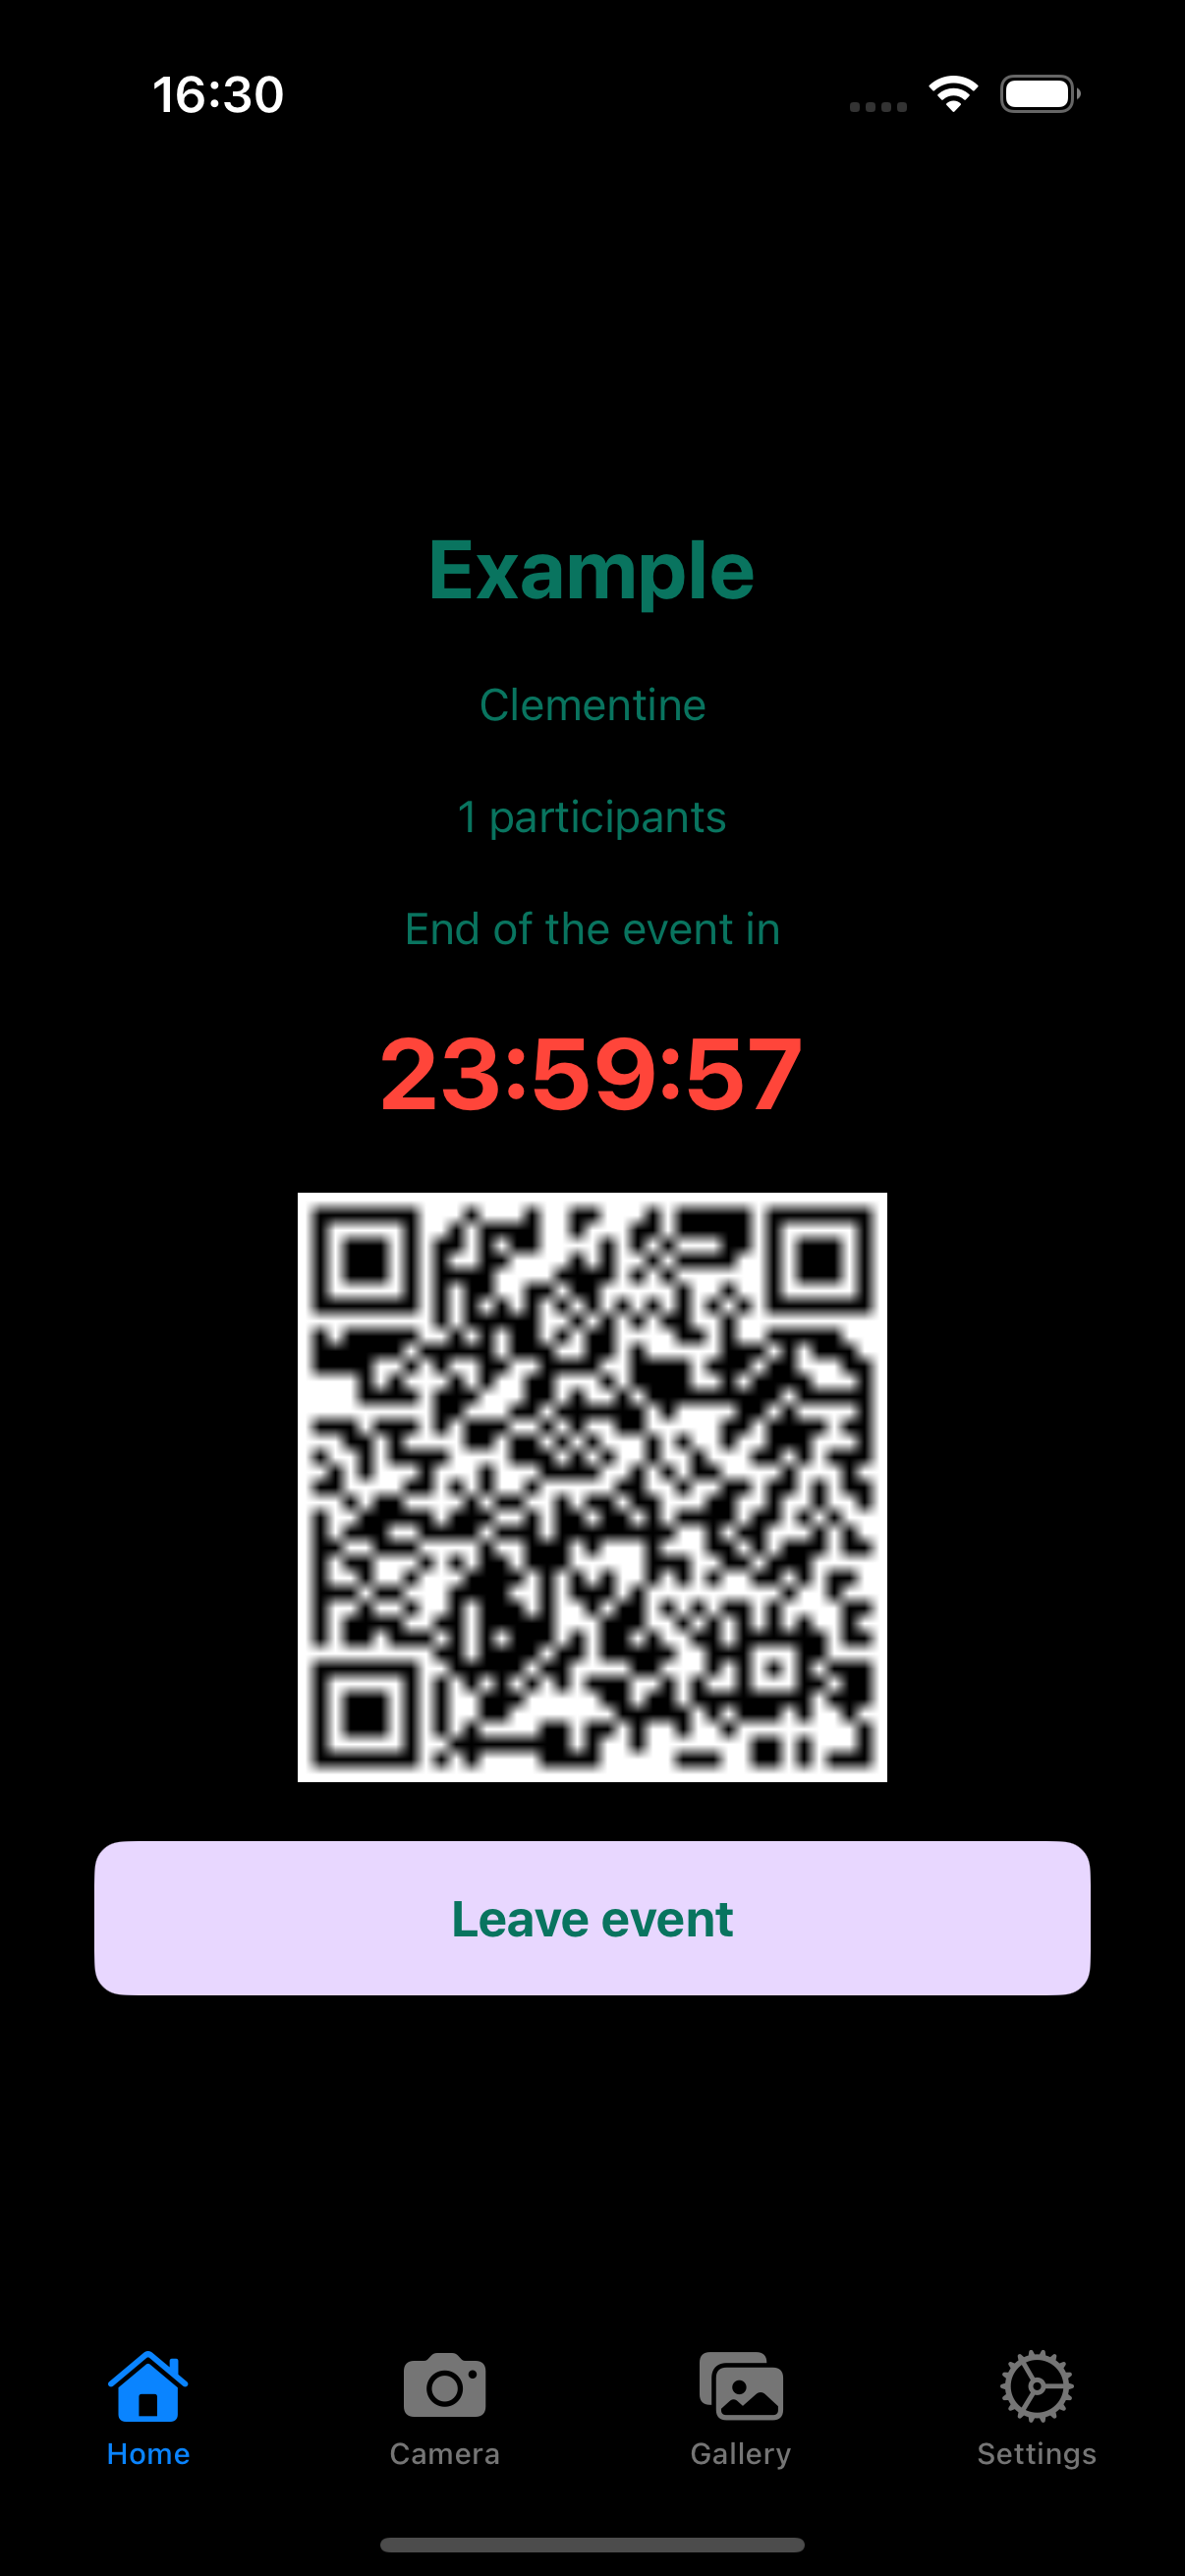 16:30
Example
Clementine
1 participants
End of the event in
23:59:57
Leave event
Home
Camera
Gallery
Settings